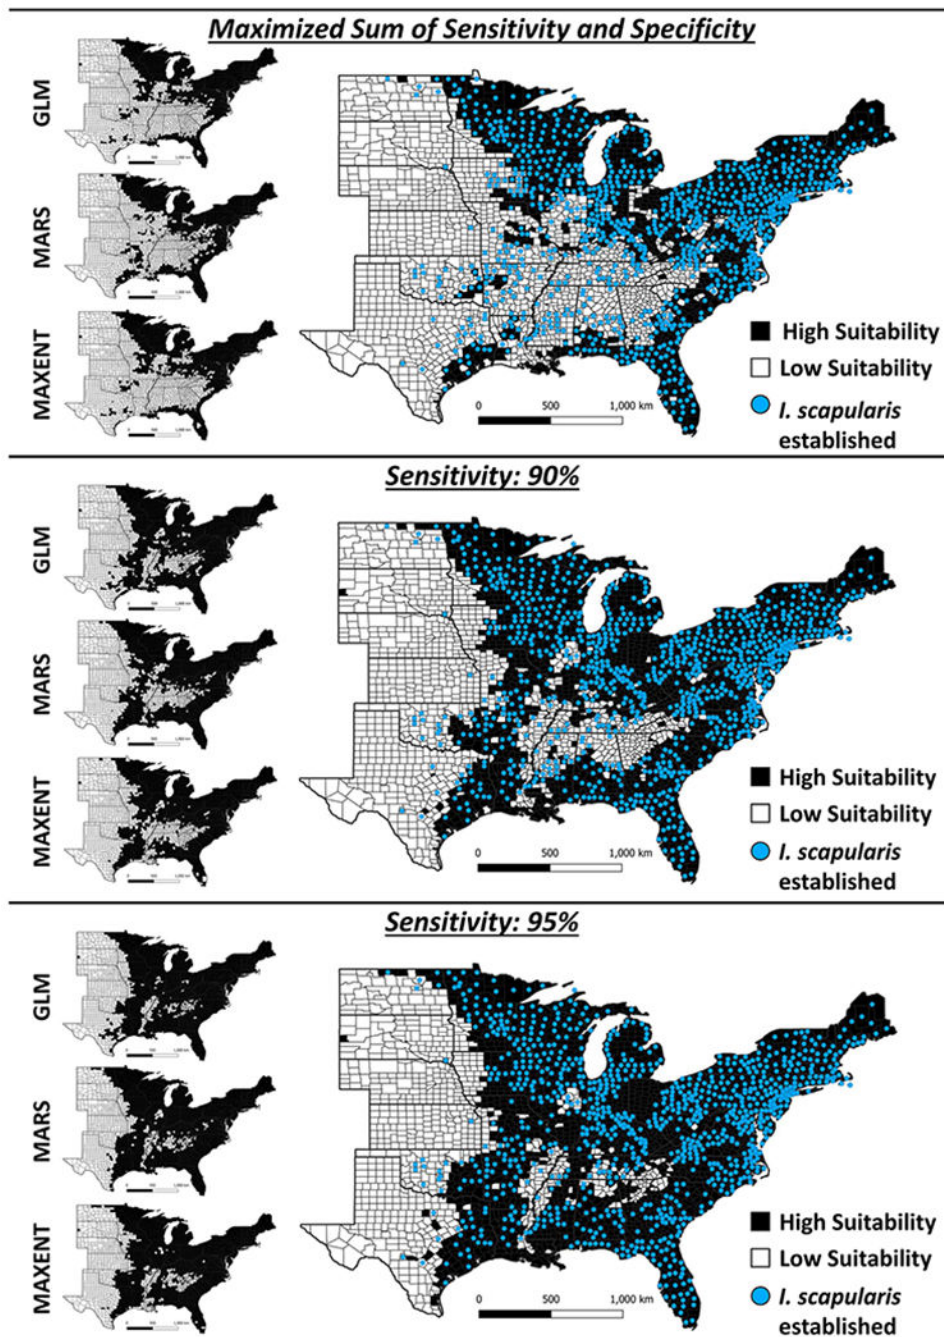 Maximized Sum of Sensitivity and Specificity
GLM
MARS
MAXENT
High Suitability
Low Suitability
I. scapularis
established
0 500 1,000 km
Sensitivity: 90%
GLM
MARS
MAXENT
High Suitability
Low Suitability
I. scapularis
established
0 500 1,000 km
Sensitivity: 95%
GLM
MARS
MAXENT
High Suitability
Low Suitability
I. scapularis
established
0 500 1,000 km